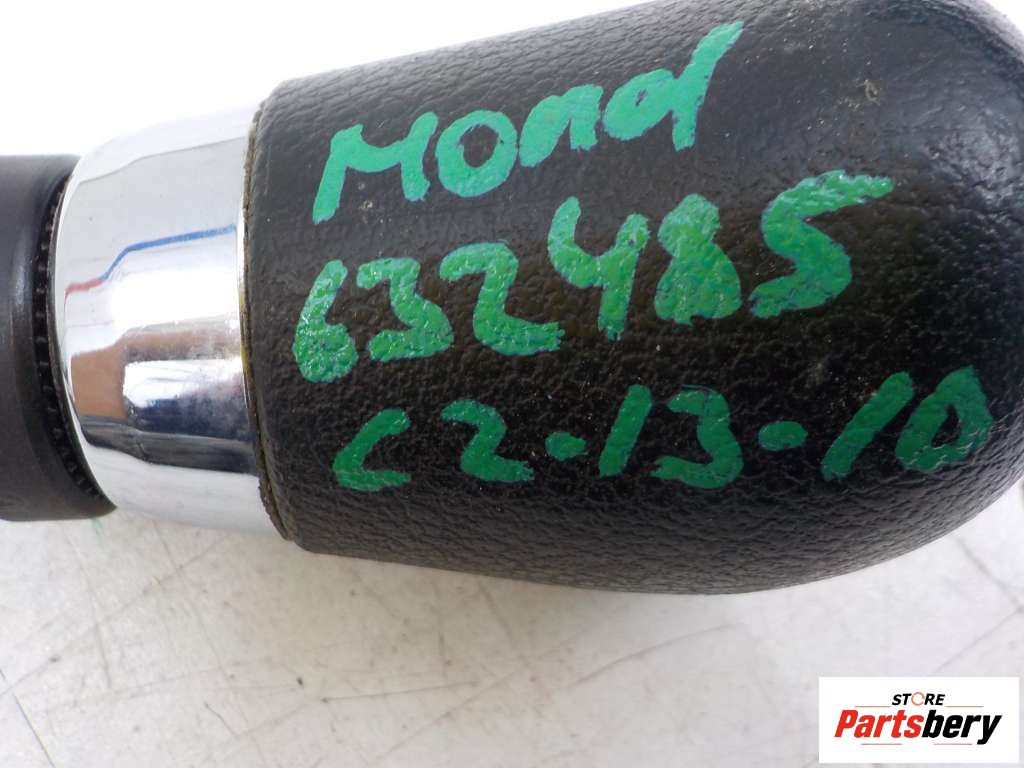 Mond
632485
C2-13-10
STORE
Partsbery